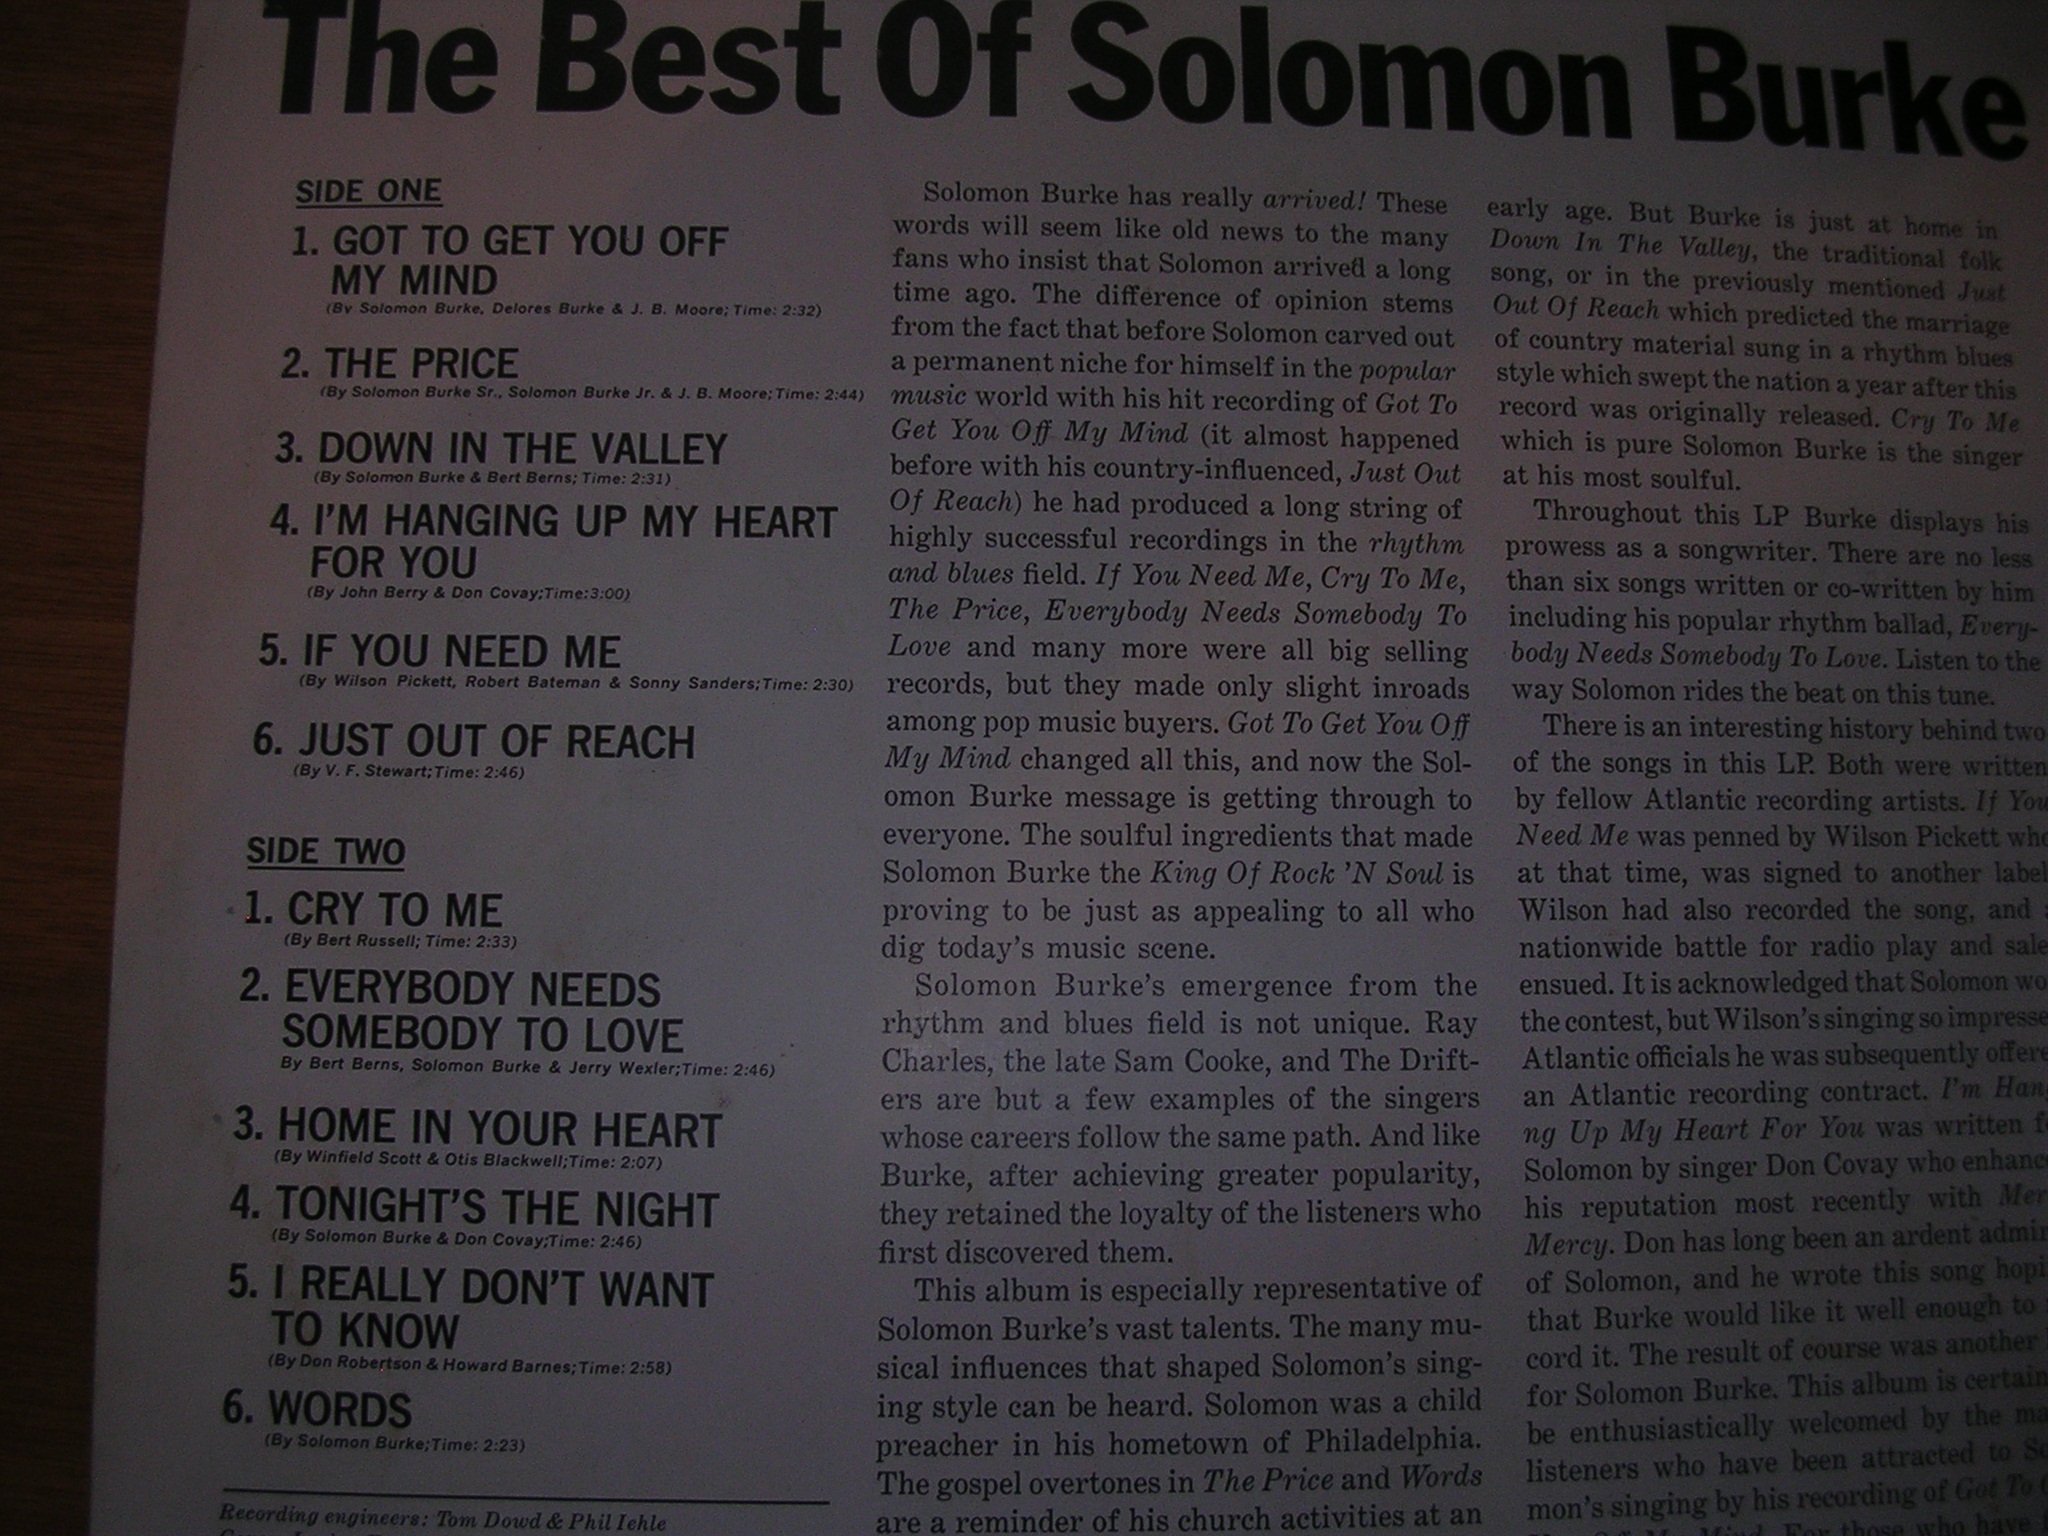 The Best Of Solomon Burke
SIDE ONE
1. GOT TO GET YOU OFF
MY MIND
(By Solomon Burke, Delores Burke & J. B. Moore; Time: 2:32)
2. THE PRICE
(By Solomon Burke Sr., Solomon Burke Jr. & J. B. Moore; Time: 2:44)
3. DOWN IN THE VALLEY
(By Solomon Burke & Bert Berns; Time: 2:31)
4. I'M HANGING UP MY HEART
FOR YOU
(By John Berry & Don Covay;Time:3:00)
5. IF YOU NEED ME
(By Wilson Pickett, Robert Bateman & Sonny Sanders;Time: 2:30)
6. JUST OUT OF REACH
(By V. F. Stewart;Time: 2:46)
SIDE TWO
1. CRY TO ME
(By Bert Russell; Time: 2:33)
2. EVERYBODY NEEDS
SOMEBODY TO LOVE
By Bert Berns, Solomon Burke & Jerry Wexler;Time: 2:46)
3. HOME IN YOUR HEART
(By Winfield Scott & Otis Blackwell;Time: 2:07)
4. TONIGHT'S THE NIGHT
(By Solomon Burke & Don Covay;Time: 2:46)
5. I REALLY DON'T WANT
TO KNOW
(By Don Robertson & Howard Barnes;Time: 2:58)
6. WORDS
(By Solomon Burke;Time: 2:23)
Recording engineers: Tom Dowd & Phil Iehle
Solomon Burke has really arrived! These
words will seem like old news to the many
fans who insist that Solomon arrived a long
time ago. The difference of opinion stems
from the fact that before Solomon carved out
a permanent niche for himself in the popular
music world with his hit recording of Got To
Get You Off My Mind (it almost happened
before with his country-influenced, Just Out
Of Reach) he had produced a long string of
highly successful recordings in the rhythm
and blues field. If You Need Me, Cry To Me,
The Price, Everybody Needs Somebody To
Love and many more were all big selling
records, but they made only slight inroads
among pop music buyers. Got To Get You Off
My Mind changed all this, and now the Sol-
omon Burke message is getting through to
everyone. The soulful ingredients that made
Solomon Burke the King Of Rock 'N Soul is
proving to be just as appealing to all who
dig today's music scene.
Solomon Burke's emergence from the
rhythm and blues field is not unique. Ray
Charles, the late Sam Cooke, and The Drift-
ers are but a few examples of the singers
whose careers follow the same path. And like
Burke, after achieving greater popularity,
they retained the loyalty of the listeners who
first discovered them.
This album is especially representative of
Solomon Burke's vast talents. The many mu-
sical influences that shaped Solomon's sing-
ing style can be heard. Solomon was a child
preacher in his hometown of Philadelphia.
The gospel overtones in The Price and Words
are a reminder of his church activities at an
early age. But Burke is just at home in
Down In The Valley, the traditional folk
song, or in the previously mentioned Just
Out Of Reach which predicted the marriage
of country material sung in a rhythm blues
style which swept the nation a year after this
record was originally released. Cry To Me
which is pure Solomon Burke is the singer
at his most soulful.
Throughout this LP Burke displays his
prowess as a songwriter. There are no less
than six songs written or co-written by him
including his popular rhythm ballad, Every-
body Needs Somebody To Love. Listen to the
way Solomon rides the beat on this tune.
There is an interesting history behind two
of the songs in this LP. Both were written
by fellow Atlantic recording artists. If You
Need Me was penned by Wilson Pickett who
at that time, was signed to another label
Wilson had also recorded the song, and
nationwide battle for radio play and sale
ensued. It is acknowledged that Solomon wo
the contest, but Wilson's singing so impresse
Atlantic officials he was subsequently offere
an Atlantic recording contract. I'm Hang
ng Up My Heart For You was written f
Solomon by singer Don Covay who enhance
his reputation most recently with Mer
Mercy. Don has long been an ardent admir
of Solomon, and he wrote this song hopi
that Burke would like it well enough to
cord it. The result of course was another
for Solomon Burke. This album is certain
be enthusiastically welcomed by the ma
listeners who have been attracted to So
mon's singing by his recording of Got To